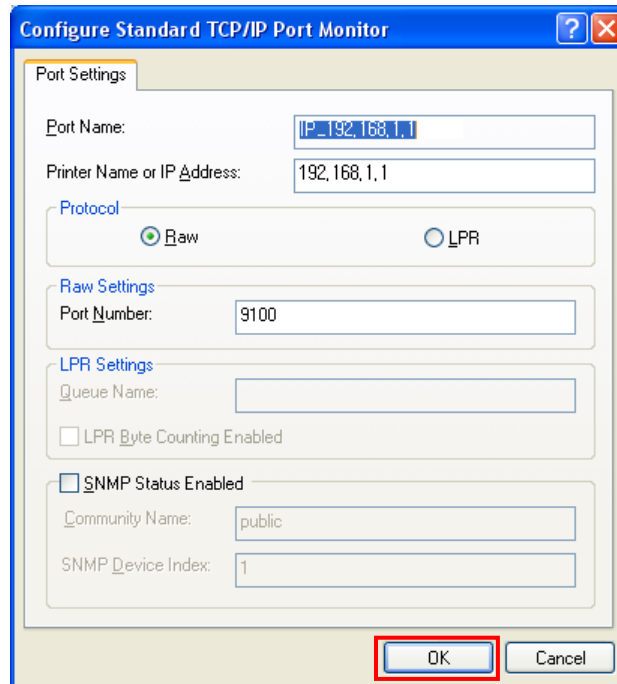 Configure Standard TCP/IP Port Monitor
Port Settings
Port Name: IP_192,168,1,1
Printer Name or IP Address: 192,168,1,1
Protocol
Raw LPR
Raw Settings
Port Number: 9100
LPR Settings
Queue Name:
LPR Byte Counting Enabled
SNMP Status Enabled
Community Name: public
SNMP Device Index: 1
OK Cancel